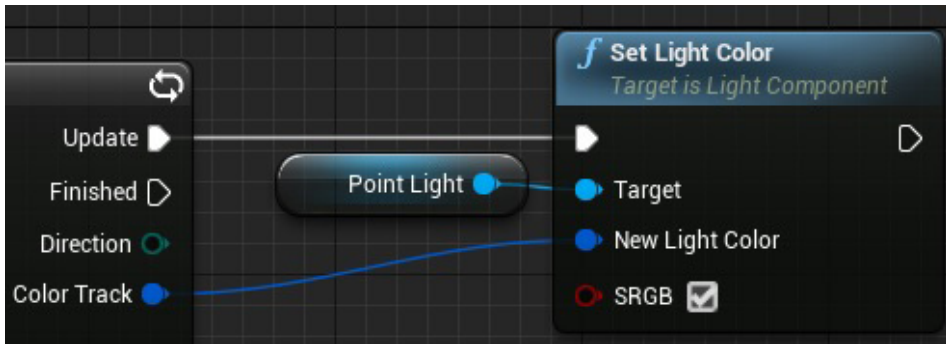 Update
Finished
Direction
Color Track
Point Light
f Set Light Color
Target is Light Component
Target
New Light Color
SRGB